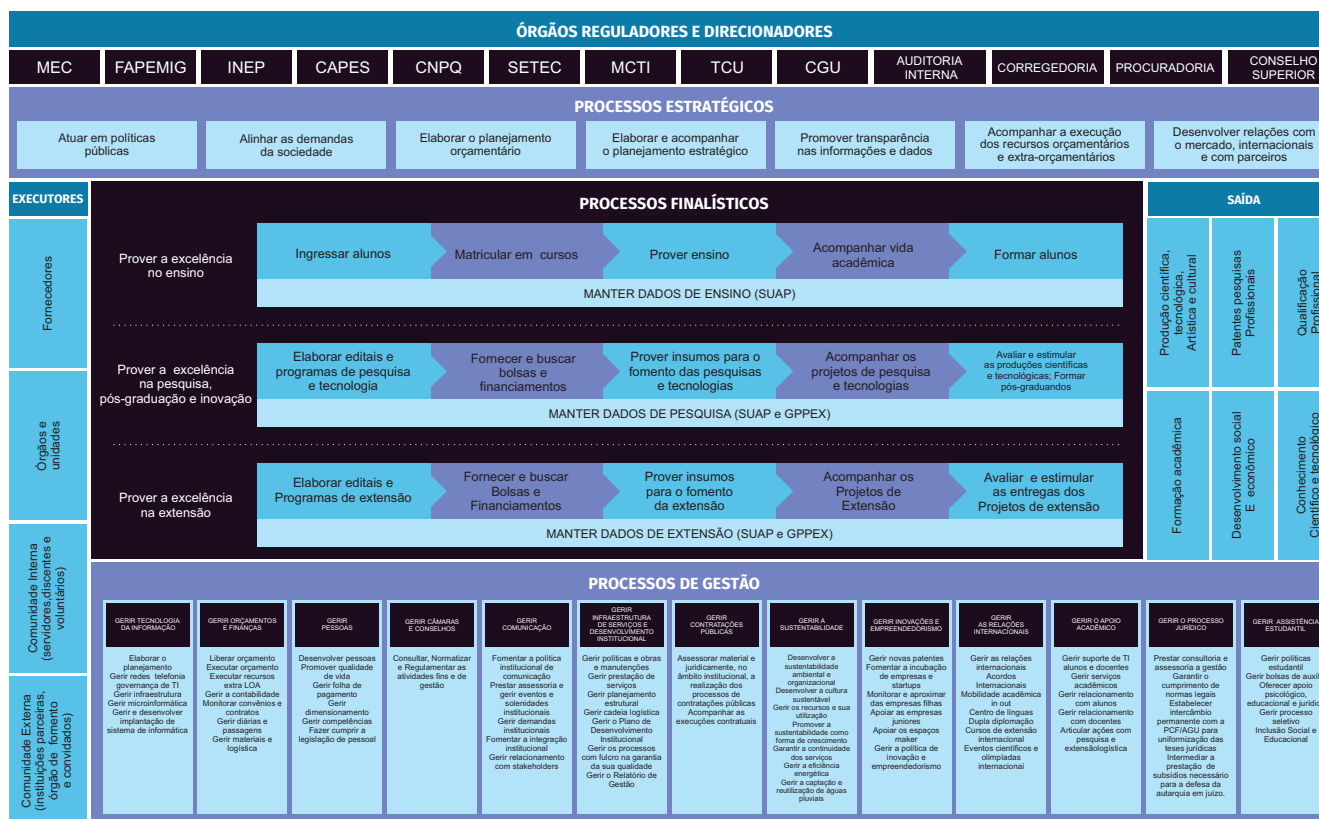 ÓRGÃOS REGULADORES E DIRECIONADORES
MEC
FAPEMIG
INEP
CAPES
CNPQ
SETEC
MCTI
TCU
CGU
AUDITORIA
INTERNA
CORREGEDORIA
PROCURADORIA
CONSELHO
SUPERIOR
PROCESSOS ESTRATÉGICOS
Atuar em políticas
públicas
Alinhar as demandas
da sociedade
Elaborar o planejamento
orçamentário
Elaborar e acompanhar
o planejamento estratégico
Promover transparência
nas informações e dados
Acompanhar a execução
dos recursos orçamentários
e extra-orçamentários
Desenvolver relações com
o mercado, internacionais
e com parceiros
EXECUTORES
Fornecedores
Órgãos e
unidades
Comunidade Interna
(servidores,discentes e
voluntários)
Comunidade Externa
(instituições parceiras,
órgão de fomento
e convidados)
PROCESSOS FINALÍSTICOS
Prover a excelência
no ensino
Ingressar alunos
Matricular em cursos
Prover ensino
Acompanhar vida
acadêmica
Formar alunos
MANTER DADOS DE ENSINO (SUAP)
Prover a excelência
na pesquisa,
pós-graduação e inovação
Elaborar editais e
programas de pesquisa
e tecnologia
Fornecer e buscar
bolsas e
financiamentos
Prover insumos para o
fomento das pesquisas
e tecnologias
Acompanhar os
projetos de pesquisa
e tecnologias
Avaliar e estimular
as produções científicas
e tecnológicas; Formar
pós-graduandos
MANTER DADOS DE PESQUISA (SUAP e GPPEX)
Prover a excelência
na extensão
Elaborar editais e
Programas de extensão
Fornecer e buscar
Bolsas e
Financiamentos
Prover insumos
para o fomento
da extensão
Acompanhar os
Projetos de
Extensão
Avaliar e estimular
as entregas dos
Projetos de extensão
MANTER DADOS DE EXTENSÃO (SUAP e GPPEX)
SAÍDA
Produção científica,
tecnológica,
Artística e cultural
Patentes pesquisas
Profissionais
Qualificação
Profissional
Formação acadêmica
Desenvolvimento social
E econômico
Conhecimento
Científico e tecnológico
PROCESSOS DE GESTÃO
GERIR TECNOLOGIA
DA INFORMAÇÃO
Elaborar o
planejamento
Gerir redes telefonia
governança de TI
Gerir infraestrutura
Gerir microinformática
Gerir e desenvolver
implantação de
sistema de informática
GERIR ORÇAMENTOS
E FINANÇAS
Liberar orçamento
Executar orçamento
Executar recursos
extra LOA
Gerir a contabilidade
Monitorar convênios e
contratos
Gerir diárias e
passagens
Gerir materiais e
logística
GERIR
PESSOAS
Desenvolver pessoas
Promover qualidade
de vida
Gerir folha de
pagamento
Gerir
dimensionamento
Gerir competências
Fazer cumprir a
legislação de pessoal
GERIR CÂMARAS
E CONSELHOS
Consultar, Normatizar
e Regulamentar as
atividades fins e de
gestão
GERIR
COMUNICAÇÃO
Fomentar a política
institucional de
comunicação
Prestar assessoria e
gerir eventos e
solenidades
institucionais
Gerir demandas
institucionais
Fomentar a integração
institucional
Gerir relacionamento
com stakeholders
GERIR
INFRAESTRUTURA
DE SERVIÇOS E
DESENVOLVIMENTO
INSTITUCIONAL
Gerir políticas e obras
e manutenções
Gerir prestação de
serviços
Gerir planejamento
estrutural
Gerir cadeia logística
Gerir o Plano de
Desenvolvimento
Institucional
Gerir os processos
com fulcro na garantia
da sua qualidade
Gerir o Relatório de
Gestão
GERIR
CONTRATAÇÕES
PÚBLICAS
Assessorar material e
juridicamente, no
âmbito institucional, a
realização dos
processos de
contratações públicas
Acompanhar as
execuções contratuais
GERIR A
SUSTENTABILIDADE
Desenvolver a
sustentabilidade
ambiental e
organizacional
Desenvolver a cultura
sustentável
Gerir os recursos e sua
utilização
Promover a
sustentabilidade como
forma de crescimento
Garantir a continuidade
dos serviços
Gerir a eficiência
energética
Gerir a captação e
reutilização de águas
pluviais
GERIR INOVAÇÕES E
EMPREENDEDORISMO
Gerir novas patentes
Fomentar a incubação
de empresas e
startups
Monitorar e aproximar
das empresas filhas
Apoiar as empresas
juniores
Apoiar os espaços
maker
Gerir a política de
inovação e
empreendedorismo
GERIR
AS RELAÇÕES
INTERNACIONAIS
Gerir as relações
internacionais
Acordos
Internacionais
Mobilidade acadêmica
in out
Centro de línguas
Dupla diplomação
Cursos de extensão
internacional
Eventos científicos e
olimpíadas
internacionai
GERIR O APOIO
ACADÊMICO
Gerir suporte de TI
alunos e docentes
Gerir serviços
acadêmicos
Gerir relacionamento
com alunos
Gerir relacionamento
com docentes
Articular ações com
pesquisa e
extensãologística
GERIR O PROCESSO
JURÍDICO
Prestar consultoria e
assessoria a gestão
Garantir o
cumprimento de
normas legais
Estabelecer
intercâmbio
permanente com a
PCF/AGU para
uniformização das
teses jurídicas
Intermediar a
prestação de
subsídios necessário
para a defesa da
autarquia em juízo.
GERIR ASSISTÊNCIA
ESTUDANTIL
Gerir políticas
estudantil
Gerir bolsas de auxíli
Oferecer apoio
psicológico,
educacional e jurídic
Gerir processo
seletivo
Inclusão Social e
Educacional